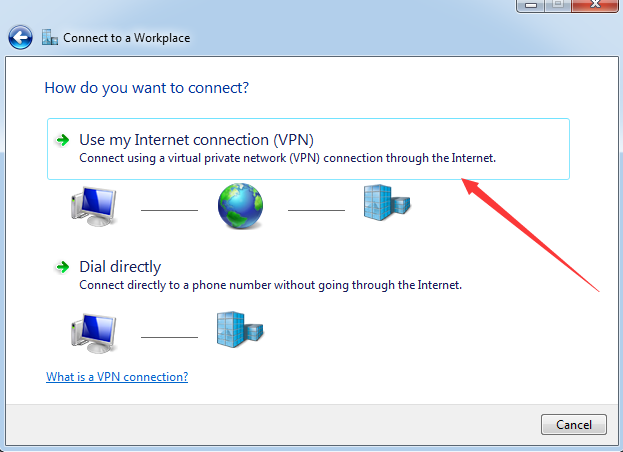 Connect to a Workplace
How do you want to connect?
Use my Internet connection (VPN)
Connect using a virtual private network (VPN) connection through the Internet.
Dial directly
Connect directly to a phone number without going through the Internet.
What is a VPN connection?
Cancel